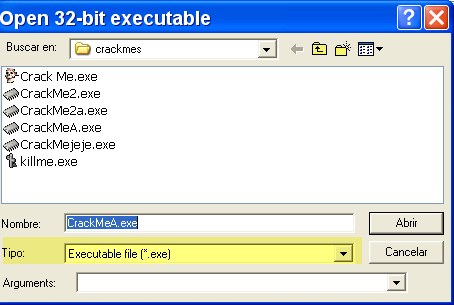 Open 32-bit executable
Buscar en: crackmes
Crack Me.exe
CrackMe2.exe
CrackMe2a.exe
CrackMeA.exe
CrackMejeje.exe
killme.exe
Nombre: CrackMeA.exe Abrir
Tipo: Executable file (*.exe) Cancelar
Arguments: